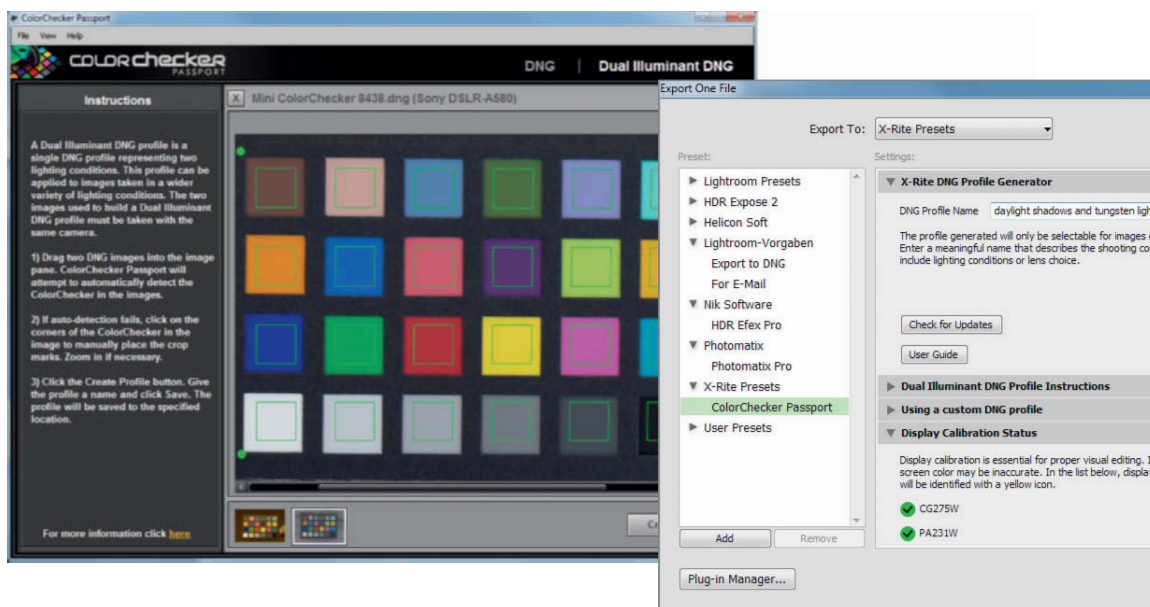 ColorChecker Passport
File View Help
COLORchecker
PASSPORT
DNG | Dual Illuminant DNG
Instructions
A Dual Illuminant DNG profile is a
single DNG profile representing two
lighting conditions. This profile can be
applied to images taken in a wider
variety of lighting conditions. The two
images used to build a Dual Illuminant
DNG profile must be taken with the
same camera.
1) Drag two DNG images into the image
pane. ColorChecker Passport will
attempt to automatically detect the
ColorChecker in the images.
2) If auto-detection fails, click on the
corners of the ColorChecker in the
image to manually place the crop
marks. Zoom in if necessary.
3) Click the Create Profile button. Give
the profile a name and click Save. The
profile will be saved to the specified
location.
For more information click here
X Mini ColorChecker 8438.dng (Sony DSLR-A580)
Export One File
Export To: X-Rite Presets
Preset:
Lightroom Presets
HDR Expose 2
Helicon Soft
Lightroom-Vorgaben
Export to DNG
For E-Mail
Nik Software
HDR Efex Pro
Photomatix
Photomatix Pro
X-Rite Presets
ColorChecker Passport
User Presets
Add Remove
Plug-in Manager...
Settings:
X-Rite DNG Profile Generator
DNG Profile Name daylight shadows and tungsten ligh
The profile generated will only be selectable for images
Enter a meaningful name that describes the shooting co
include lighting conditions or lens choice.
Check for Updates
User Guide
Dual Illuminant DNG Profile Instructions
Using a custom DNG profile
Display Calibration Status
Display calibration is essential for proper visual editing.
screen color may be inaccurate. In the list below, displa
will be identified with a yellow icon.
CG275W
PA231W